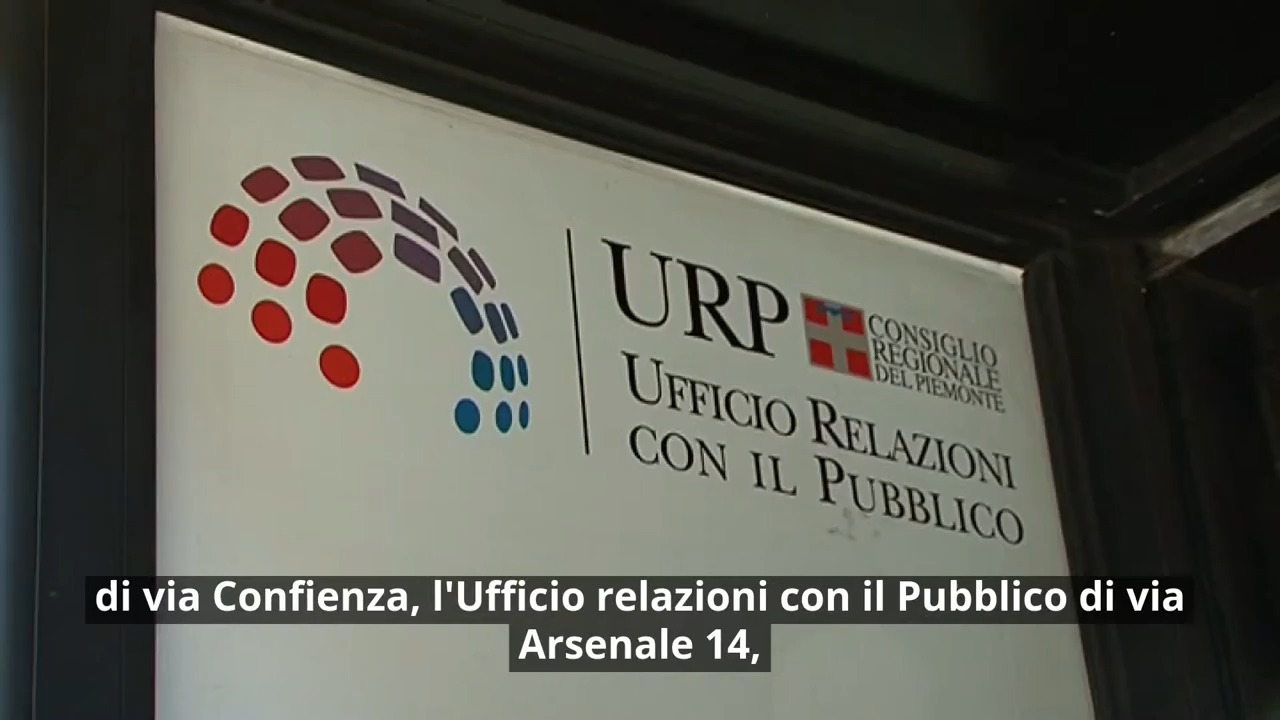 URP
CONSIGLIO
REGIONALE
DEL PIEMONTE
UFFICIO RELAZIONI
CON IL PUBBLICO
di via Confienza, l'Ufficio relazioni con il Pubblico di via
Arsenale 14,